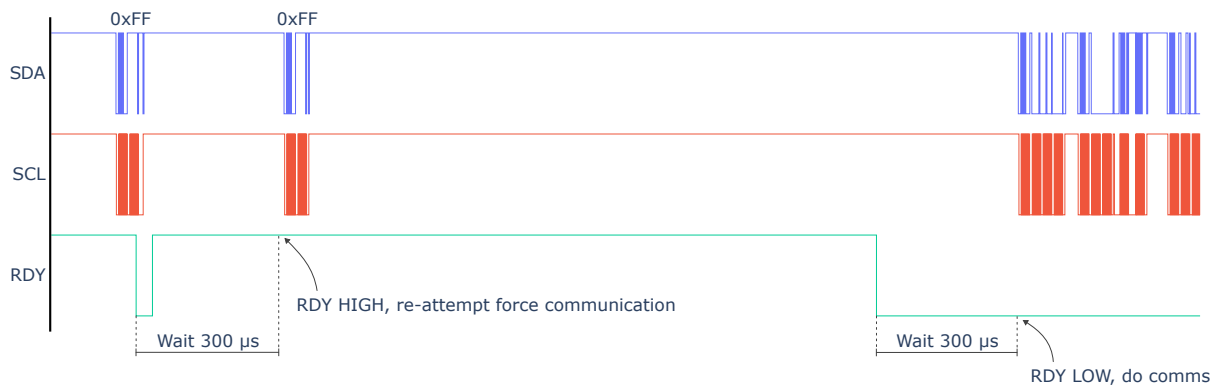 0xFF
0xFF
SDA
SCL
RDY
RDY HIGH, re-attempt force communication
Wait 300 µs
Wait 300 µs
RDY LOW, do comms